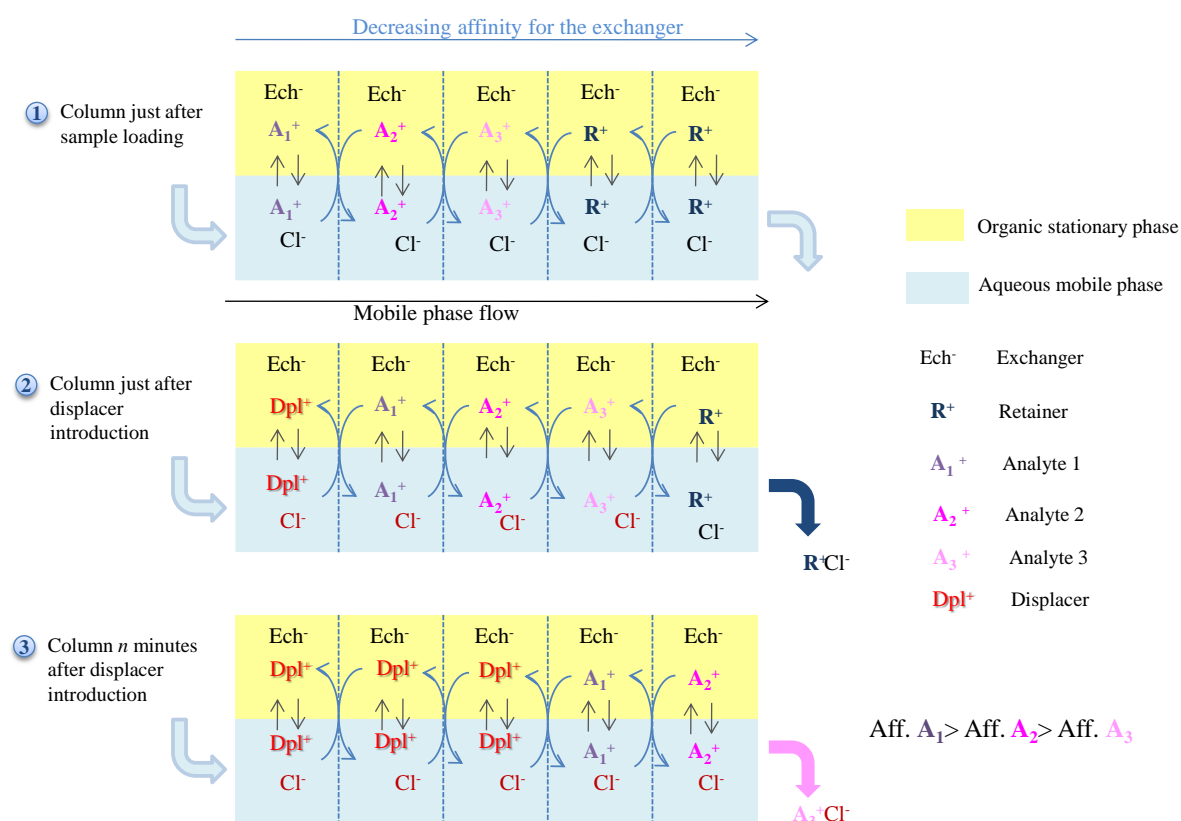 Decreasing affinity for the exchanger
Ech- Ech- Ech- Ech- Ech-
1 Column just after
sample loading
A1+ A2+ A3+ R+ R+
A1+ A2+ A3+ R+ R+
Cl- Cl- Cl- Cl- Cl-
Mobile phase flow
Organic stationary phase
Aqueous mobile phase
Ech- Ech- Ech- Ech- Ech-
2 Column just after
displacer
introduction
Dpl+ A1+ A2+ A3+ R+
Dpl+ A1+ A2+ A3+ R+
Cl- Cl- Cl- Cl- Cl-
R+Cl-
Ech- Exchanger
R+ Retainer
A1+ Analyte 1
A2+ Analyte 2
A3+ Analyte 3
Dpl+ Displacer
Ech- Ech- Ech- Ech- Ech-
3 Column n minutes
after displacer
introduction
Dpl+ Dpl+ Dpl+ A1+ A2+
Dpl+ Dpl+ Dpl+ A1+ A2+
Cl- Cl- Cl- Cl- Cl-
A3+Cl-
Aff. A1> Aff. A2> Aff. A3